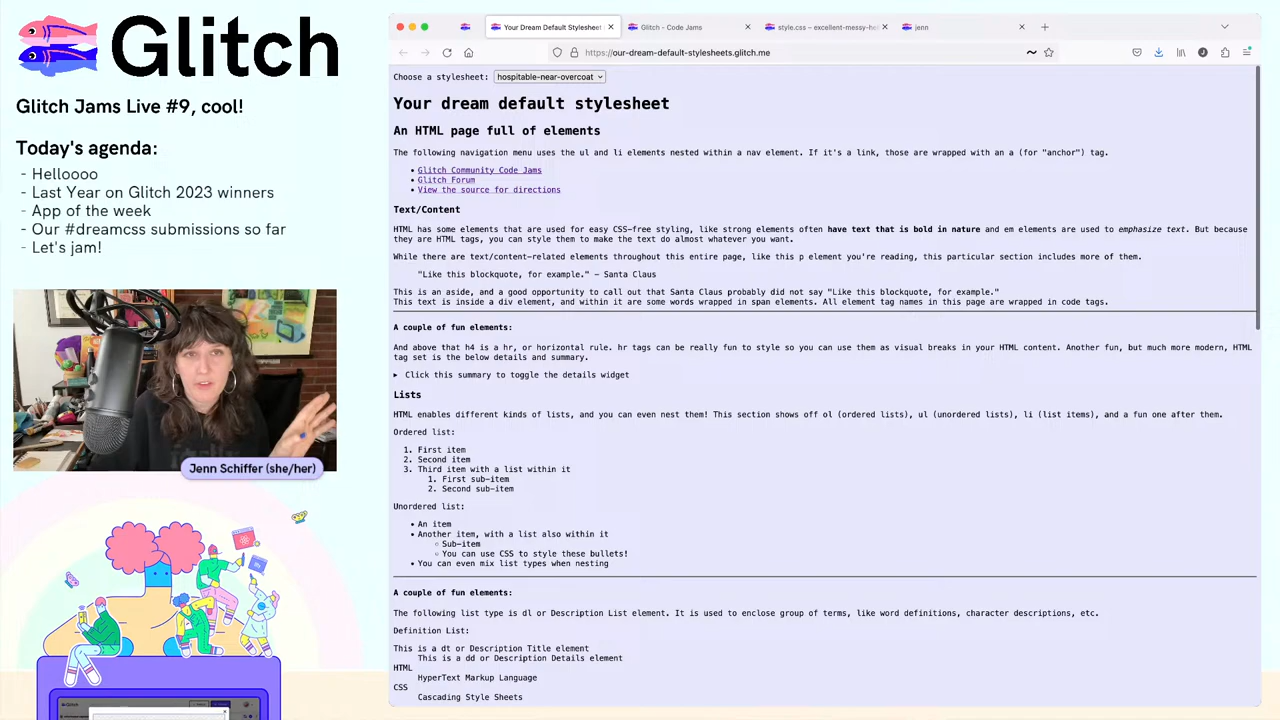 Glitch
Glitch Jams Live #9, cool!
Today's agenda:
- Helloooo
- Last Year on Glitch 2023 winners
- App of the week
- Our #dreamcss submissions so far
- Let's jam!
Jenn Schiffer (she/her)
Your Dream Default Stylesheet
Glitch - Code Jams
style.css – excellent-messy-he
jenn
https://our-dream-default-stylesheets.glitch.me
Choose a stylesheet: hospitable-near-overcoat
Your dream default stylesheet
An HTML page full of elements
The following navigation menu uses the ul and li elements nested within a nav element. If it's a link, those are wrapped with an a (for "anchor") tag.
• Glitch Community Code Jams
• Glitch Forum
• View the source for directions
Text/Content
HTML has some elements that are used for easy CSS-free styling, like strong elements often have text that is bold in nature and em elements are used to emphasize text. But because
they are HTML tags, you can style them to make the text do almost whatever you want.
While there are text/content-related elements throughout this entire page, like this p element you're reading, this particular section includes more of them.
"Like this blockquote, for example." – Santa Claus
This is an aside, and a good opportunity to call out that Santa Claus probably did not say "Like this blockquote, for example."
This text is inside a div element, and within it are some words wrapped in span elements. All element tag names in this page are wrapped in code tags.
A couple of fun elements:
And above that h4 is a hr, or horizontal rule. hr tags can be really fun to style so you can use them as visual breaks in your HTML content. Another fun, but much more modern, HTML
tag set is the below details and summary.
▸ Click this summary to toggle the details widget
Lists
HTML enables different kinds of lists, and you can even nest them! This section shows off ol (ordered lists), ul (unordered lists), li (list items), and a fun one after them.
Ordered list:
1. First item
2. Second item
3. Third item with a list within it
1. First sub-item
2. Second sub-item
Unordered list:
• An item
• Another item, with a list also within it
◦ Sub-item
◦ You can use CSS to style these bullets!
• You can even mix list types when nesting
A couple of fun elements:
The following list type is dl or Description List element. It is used to enclose group of terms, like word definitions, character descriptions, etc.
Definition List:
This is a dt or Description Title element
This is a dd or Description Details element
HTML
HyperText Markup Language
CSS
Cascading Style Sheets
Glitch